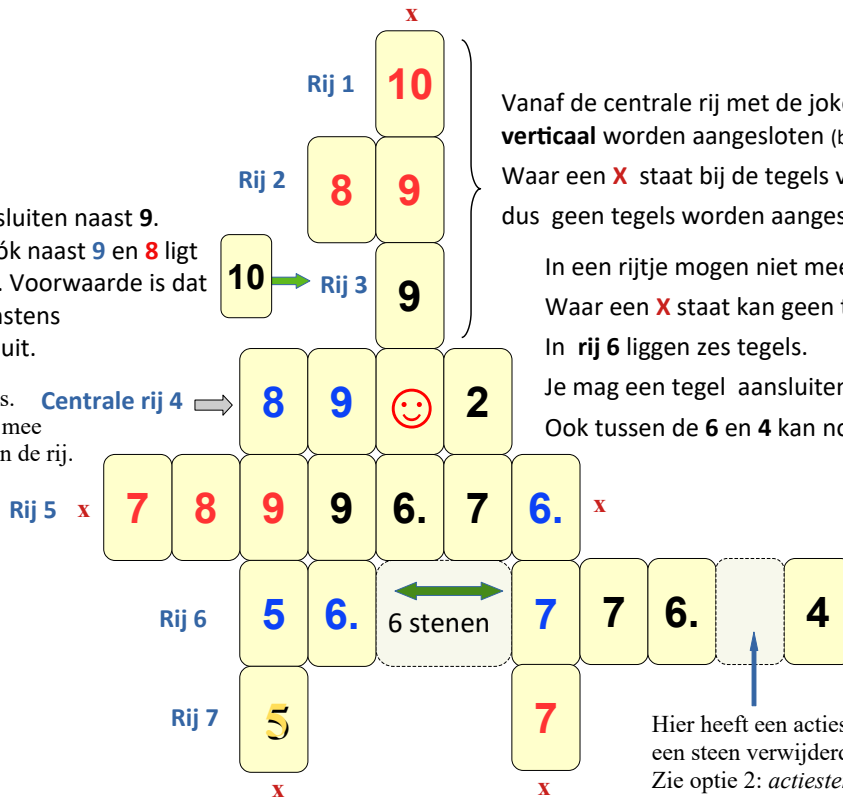 x
Rij 1 10
Vanaf de centrale rij met de joke
verticaal worden aangesloten (b
Rij 2 8 9
Waar een X staat bij de tegels v
dus geen tegels worden aanges
sluiten naast 9.
ók naast 9 en 8 ligt
. Voorwaarde is dat
nstens
uit.
10 Rij 3 9
In een rijtje mogen niet mee
Waar een X staat kan geen t
In rij 6 liggen zes tegels.
Je mag een tegel aansluiten
Ook tussen de 6 en 4 kan no
s.
mee
n de rij.
Centrale rij 4 8 9 2
Rij 5 x 7 8 9 9 6. 7 6. x
Rij 6 5 6. 6 stenen 7 7 6. 4
Rij 7 5 7
x x
Hier heeft een acties
een steen verwijderd
Zie optie 2: actieste